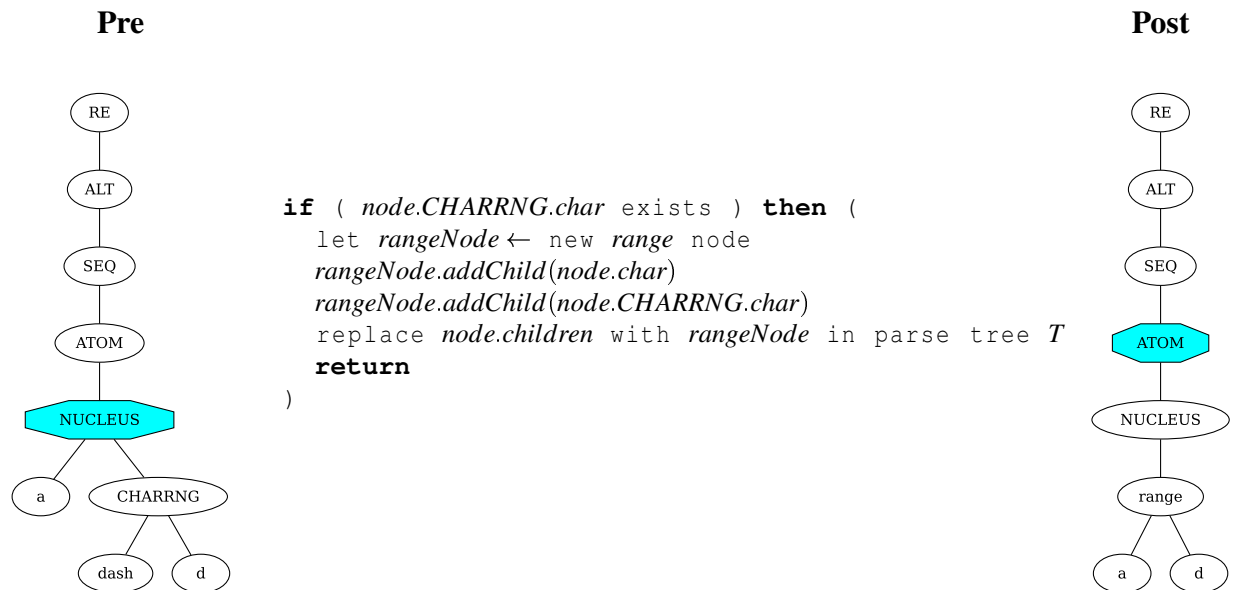 Pre
RE
ALT
SEQ
ATOM
NUCLEUS
a CHARRNG
dash d
if ( node.CHARRNG.char exists ) then (
let rangeNode ← new range node
rangeNode.addChild(node.char)
rangeNode.addChild(node.CHARRNG.char)
replace node.children with rangeNode in parse tree T
return
)
Post
RE
ALT
SEQ
ATOM
NUCLEUS
range
a d